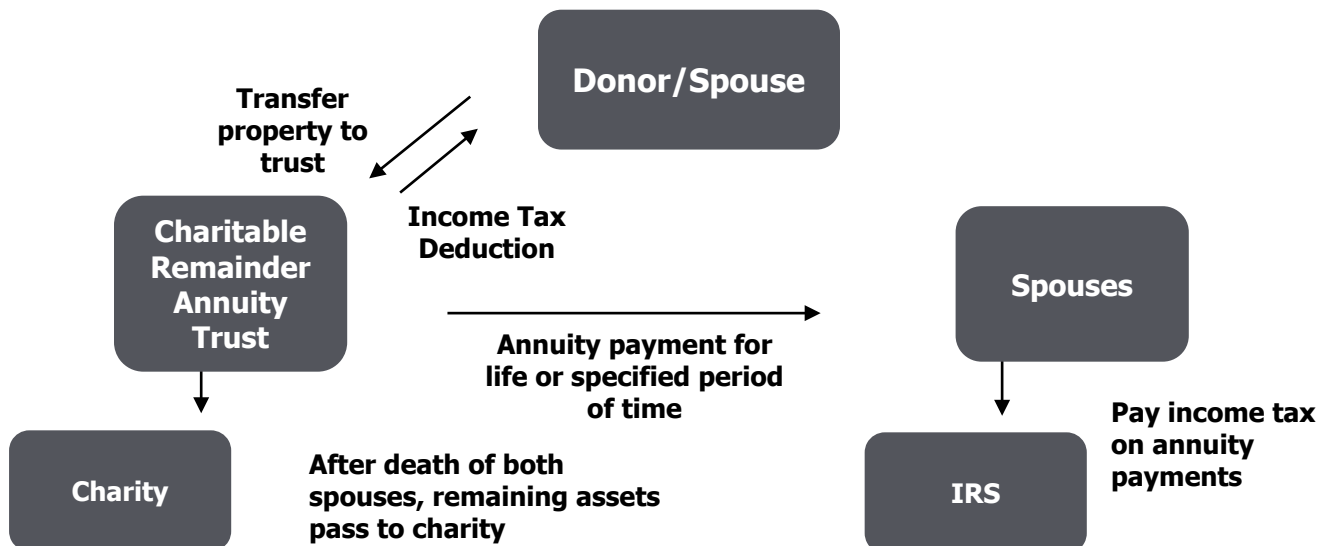 Donor/Spouse
Transfer
property to
trust
Income Tax
Deduction
Charitable
Remainder
Annuity
Trust
Spouses
Annuity payment for
life or specified period
of time
Pay income tax
on annuity
payments
Charity
After death of both
spouses, remaining assets
pass to charity
IRS